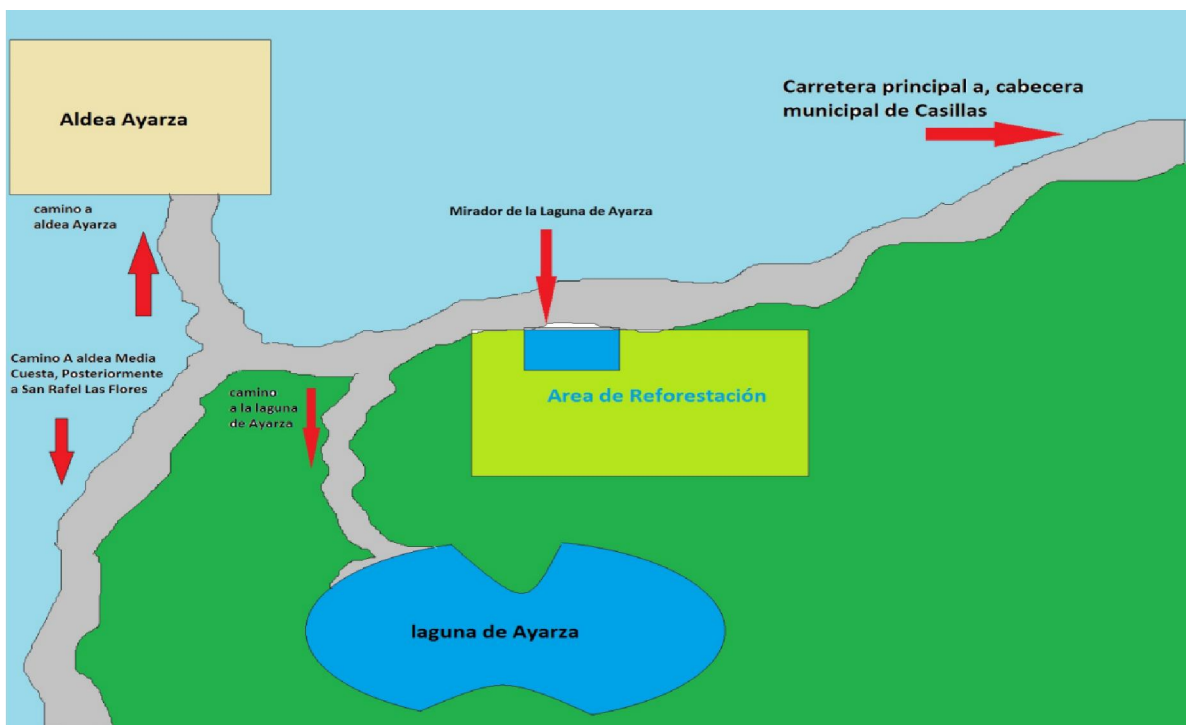 Carretera principal a, cabecera
municipal de Casillas
Aldea Ayarza
camino a
aldea Ayarza
Mirador de la Laguna de Ayarza
Camino A aldea Media
Cuesta, Posteriormente
a San Rafel Las Flores
camino
a la laguna
de Ayarza
Area de Reforestación
laguna de Ayarza